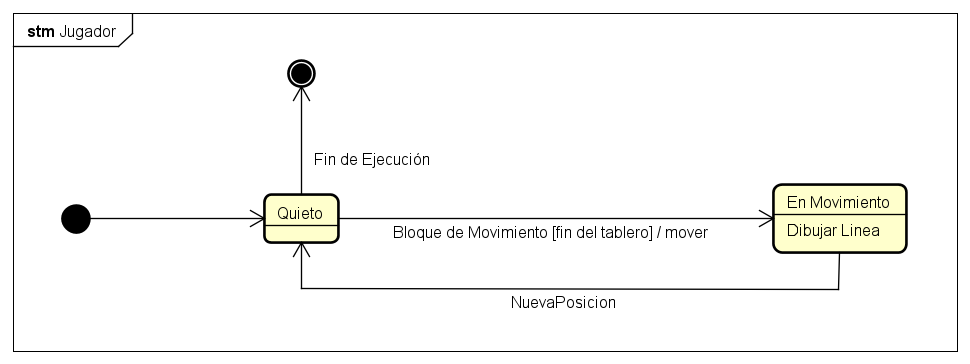 stm Jugador
Fin de Ejecución
Quieto
En Movimiento
Bloque de Movimiento [fin del tablero] / mover
Dibujar Linea
NuevaPosicion